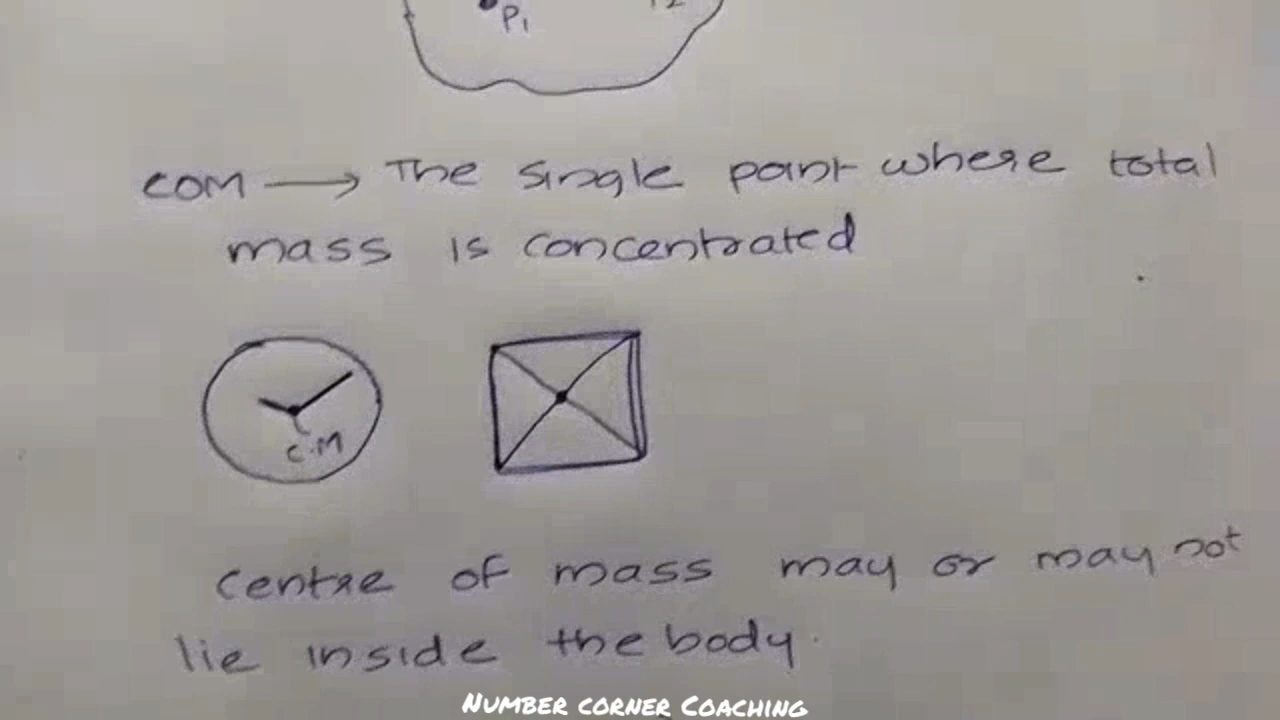 P1
COM → The single point where total
mass is concentrated
C.M
centre of mass may or may not
lie inside the body.
NUMBER CORNER COACHING